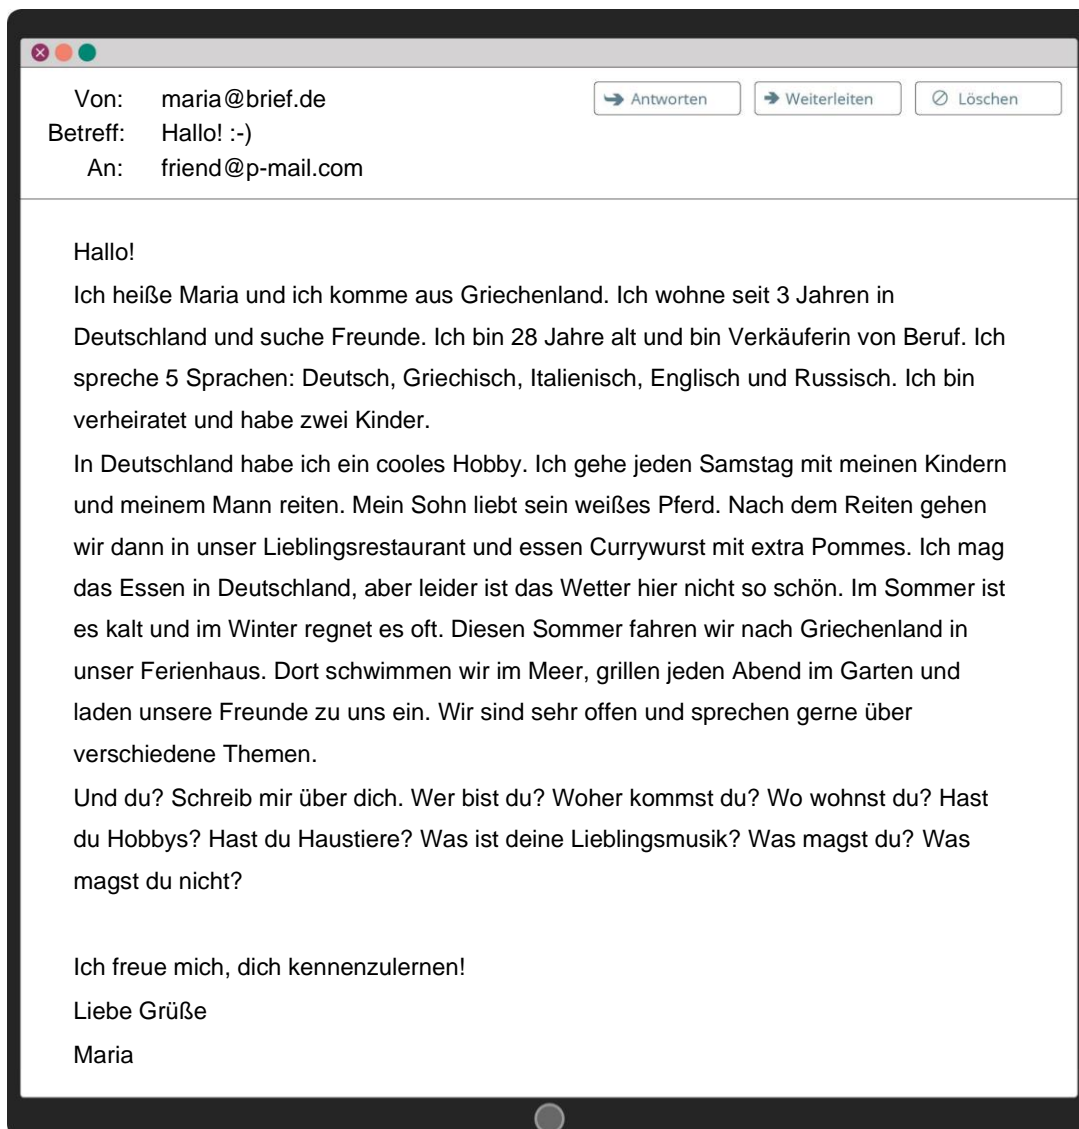 Von: maria@brief.de
Antworten
Weiterleiten
Löschen
Betreff: Hallo! :-)
An: friend@p-mail.com
Hallo!
Ich heiße Maria und ich komme aus Griechenland. Ich wohne seit 3 Jahren in
Deutschland und suche Freunde. Ich bin 28 Jahre alt und bin Verkäuferin von Beruf. Ich
spreche 5 Sprachen: Deutsch, Griechisch, Italienisch, Englisch und Russisch. Ich bin
verheiratet und habe zwei Kinder.
In Deutschland habe ich ein cooles Hobby. Ich gehe jeden Samstag mit meinen Kindern
und meinem Mann reiten. Mein Sohn liebt sein weißes Pferd. Nach dem Reiten gehen
wir dann in unser Lieblingsrestaurant und essen Currywurst mit extra Pommes. Ich mag
das Essen in Deutschland, aber leider ist das Wetter hier nicht so schön. Im Sommer ist
es kalt und im Winter regnet es oft. Diesen Sommer fahren wir nach Griechenland in
unser Ferienhaus. Dort schwimmen wir im Meer, grillen jeden Abend im Garten und
laden unsere Freunde zu uns ein. Wir sind sehr offen und sprechen gerne über
verschiedene Themen.
Und du? Schreib mir über dich. Wer bist du? Woher kommst du? Wo wohnst du? Hast
du Hobbys? Hast du Haustiere? Was ist deine Lieblingsmusik? Was magst du? Was
magst du nicht?
Ich freue mich, dich kennenzulernen!
Liebe Grüße
Maria